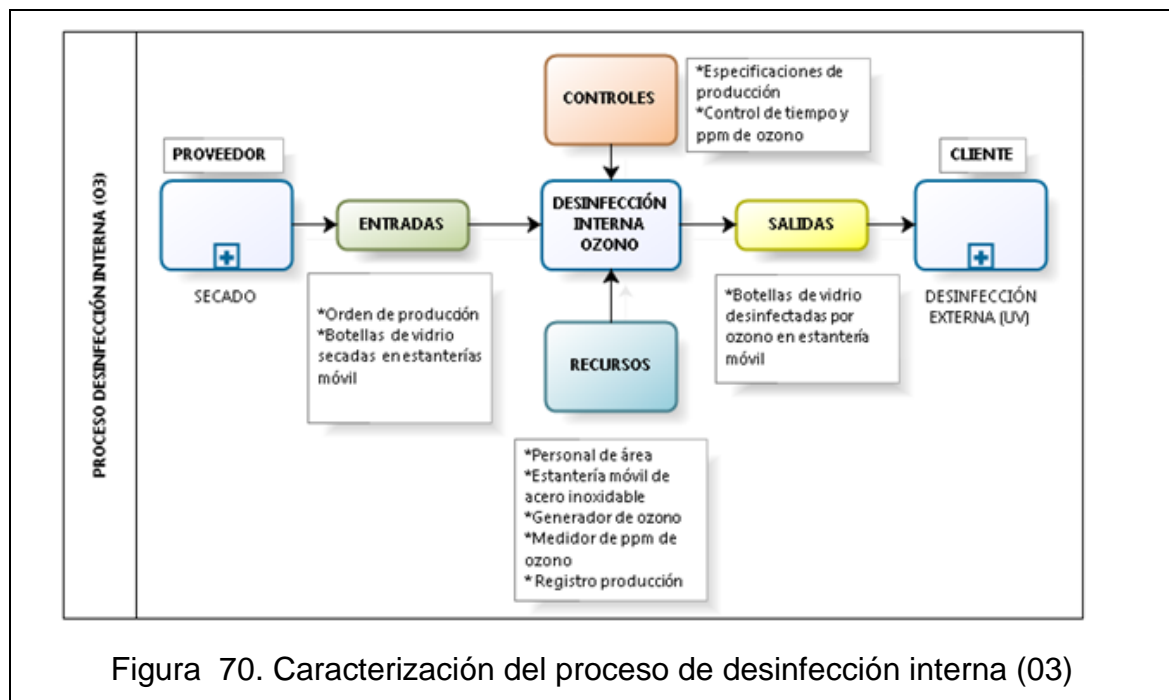 PROCESO DESINFECCIÓN INTERNA (O3)
CONTROLES
*Especificaciones de
producción
*Control de tiempo y
ppm de ozono
PROVEEDOR
SECADO
ENTRADAS
*Orden de producción
*Botellas de vidrio
secadas en estanterías
móvil
DESINFECCIÓN
INTERNA
OZONO
SALIDAS
*Botellas de vidrio
desinfectadas por
ozono en estantería
móvil
CLIENTE
DESINFECCIÓN
EXTERNA (UV)
RECURSOS
*Personal de área
*Estantería móvil de
acero inoxidable
*Generador de ozono
*Medidor de ppm de
ozono
* Registro producción
Figura 70. Caracterización del proceso de desinfección interna (03)